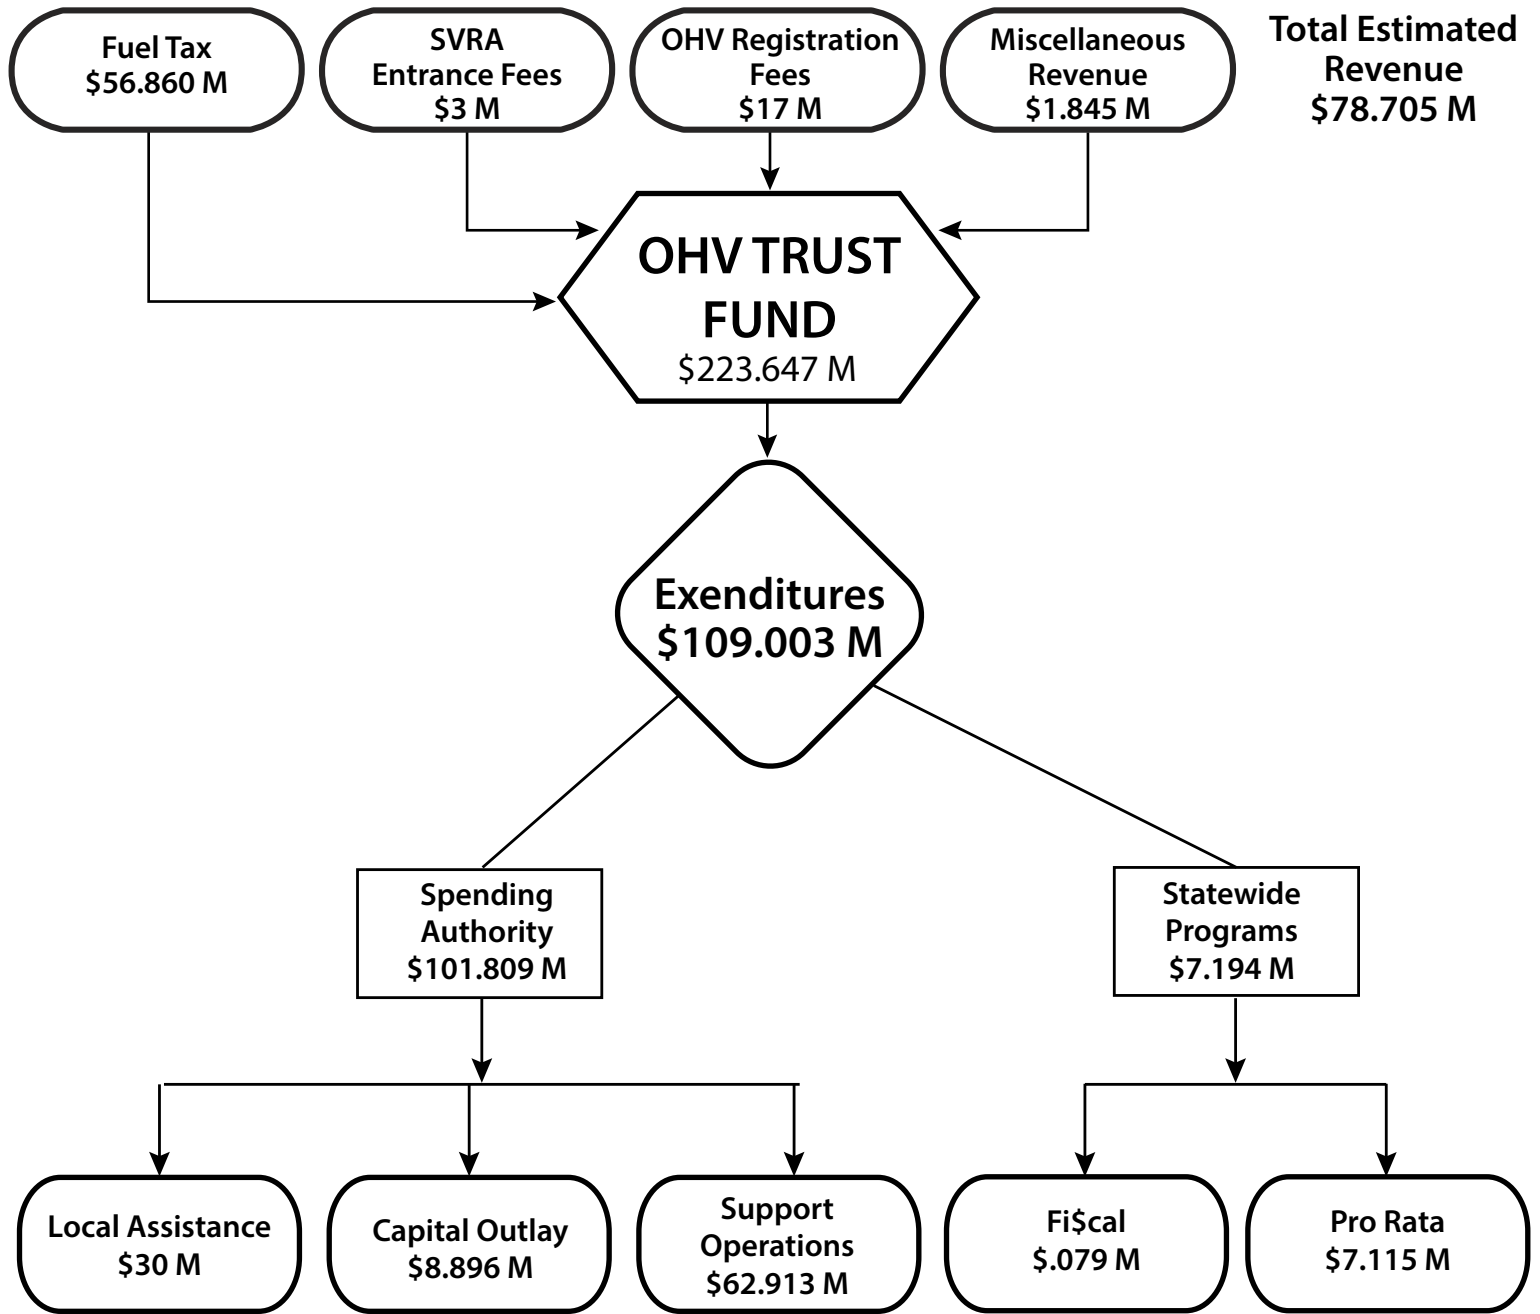 Fuel Tax
$56.860 M
SVRA
Entrance Fees
$3 M
OHV Registration
Fees
$17 M
Miscellaneous
Revenue
$1.845 M
Total Estimated
Revenue
$78.705 M
OHV TRUST
FUND
$223.647 M
Exenditures
$109.003 M
Spending
Authority
$101.809 M
Statewide
Programs
$7.194 M
Local Assistance
$30 M
Capital Outlay
$8.896 M
Support
Operations
$62.913 M
Fi$cal
$.079 M
Pro Rata
$7.115 M